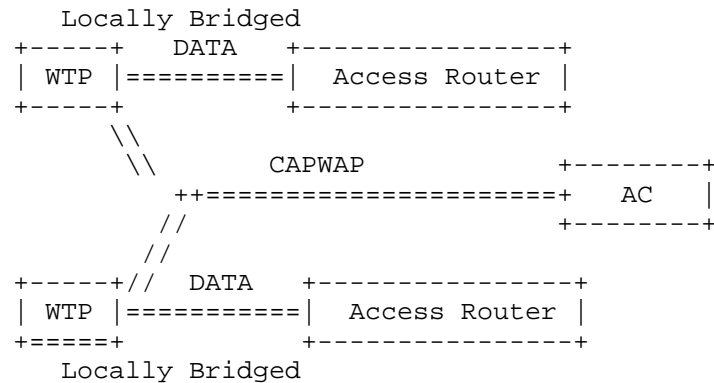 Locally Bridged
DATA
WTP Access Router
CAPWAP
AC
DATA
WTP Access Router
Locally Bridged